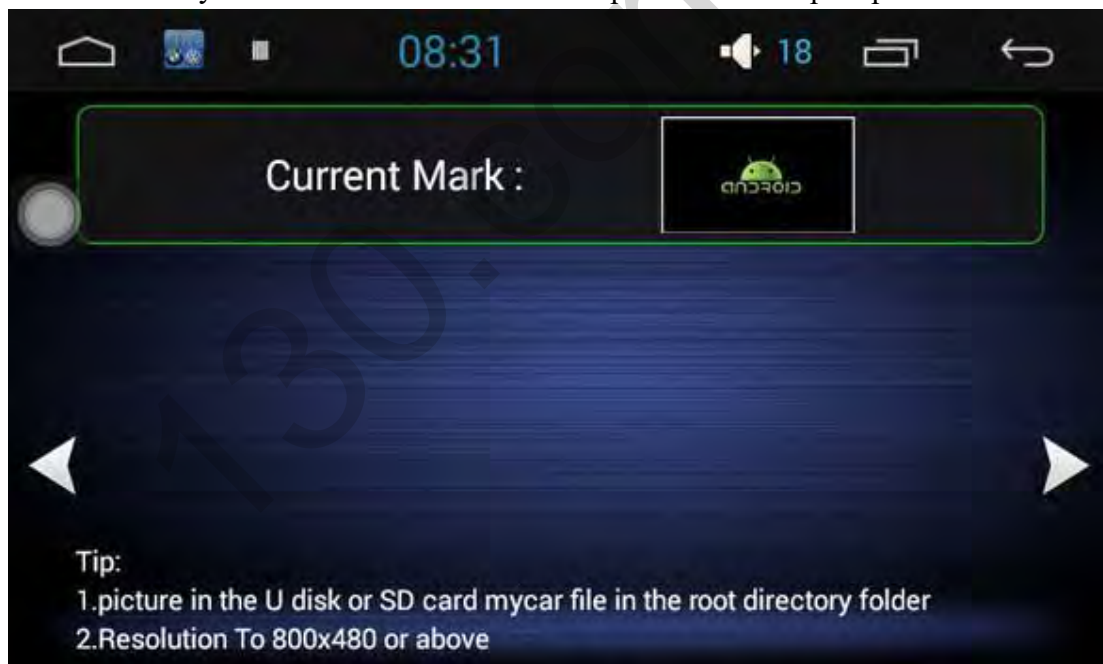 08:31
18
Current Mark :
ANDROID
Tip:
1.picture in the U disk or SD card mycar file in the root directory folder
2.Resolution To 800x480 or above